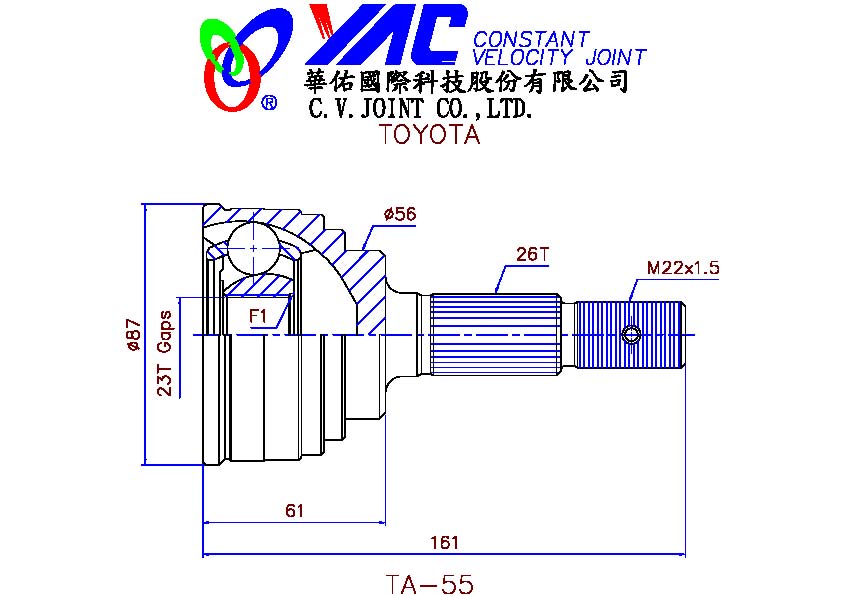 YAC CONSTANT
VELOCITY JOINT
®
華佑國際科技股份有限公司
C.V.JOINT CO.,LTD.
TOYOTA
ø56
26T
M22x1.5
F1
ø87
23T Gaps
61
161
TA-55